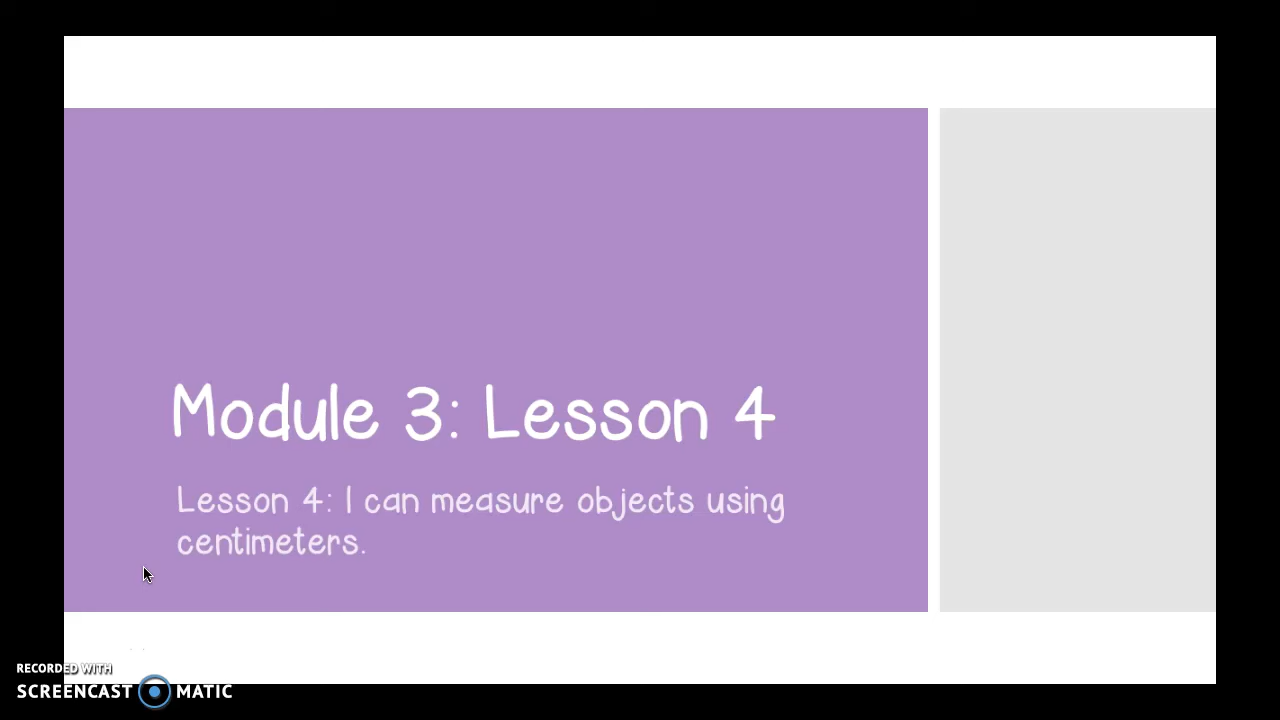 Module 3: Lesson 4
Lesson 4: I can measure objects using
centimeters.
RECORDED WITH
SCREENCAST MATIC